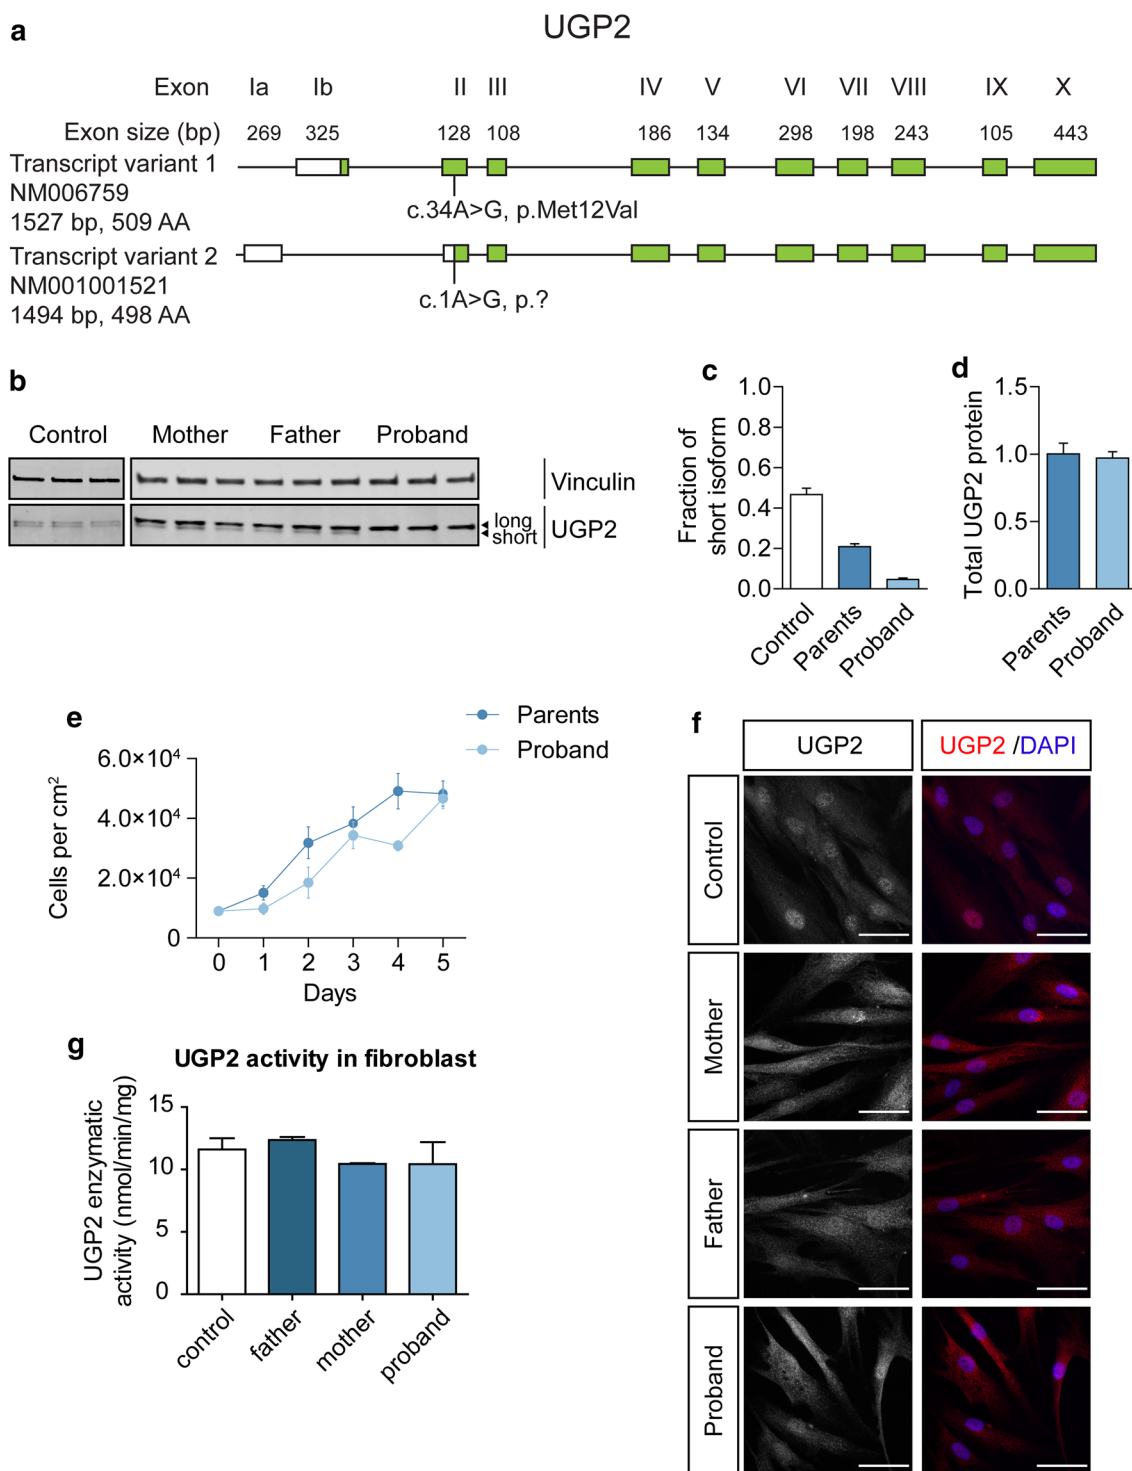 a
UGP2
Exon Ia Ib II III IV V VI VII VIII IX X
Exon size (bp) 269 325 128 108 186 134 298 198 243 105 443
Transcript variant 1
NM006759
1527 bp, 509 AA
c.34A>G, p.Met12Val
Transcript variant 2
NM001001521
1494 bp, 498 AA
c.1A>G, p.?
b
Control Mother Father Proband
Vinculin
long
short
UGP2
c
Fraction of
short isoform
1.0
0.8
0.6
0.4
0.2
0.0
Control
Parents
Proband
d
Total UGP2 protein
1.5
1.0
0.5
0.0
Parents
Proband
e
Parents
Proband
Cells per cm²
6.0×10⁴
4.0×10⁴
2.0×10⁴
0
0 1 2 3 4 5
Days
f
UGP2
UGP2 /DAPI
Control
Mother
Father
Proband
g
UGP2 activity in fibroblast
UGP2 enzymatic
activity (nmol/min/mg)
15
10
5
0
control
father
mother
proband